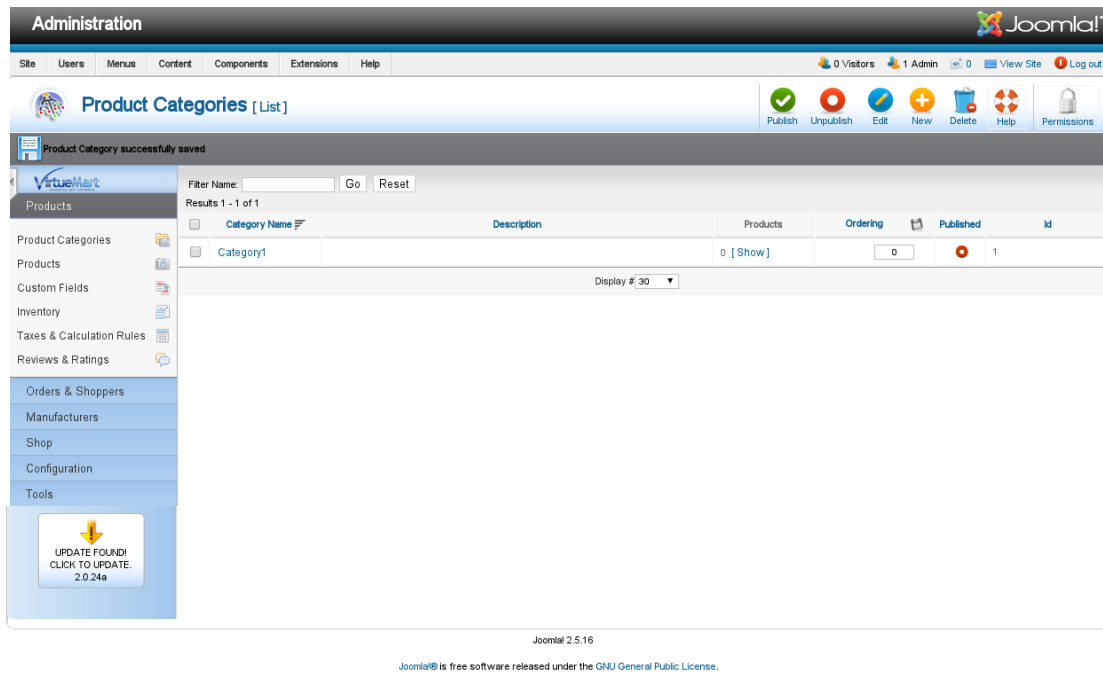 Administration
Joomla!
Site Users Menus Content Components Extensions Help
0 Visitors 1 Admin 0 View Site Log out
Product Categories [ List ]
Publish Unpublish Edit New Delete Help Permissions
Product Category successfully saved
VirtueMart
Products
Product Categories
Products
Custom Fields
Inventory
Taxes & Calculation Rules
Reviews & Ratings
Orders & Shoppers
Manufacturers
Shop
Configuration
Tools
UPDATE FOUND!
CLICK TO UPDATE.
2.0.24a
Filter Name: Go Reset
Results 1 - 1 of 1
Category Name Description Products Ordering Published Id
Category1 0 [ Show ] 0 1
Display # 30
Joomla! 2.5.16
Joomla!® is free software released under the GNU General Public License.